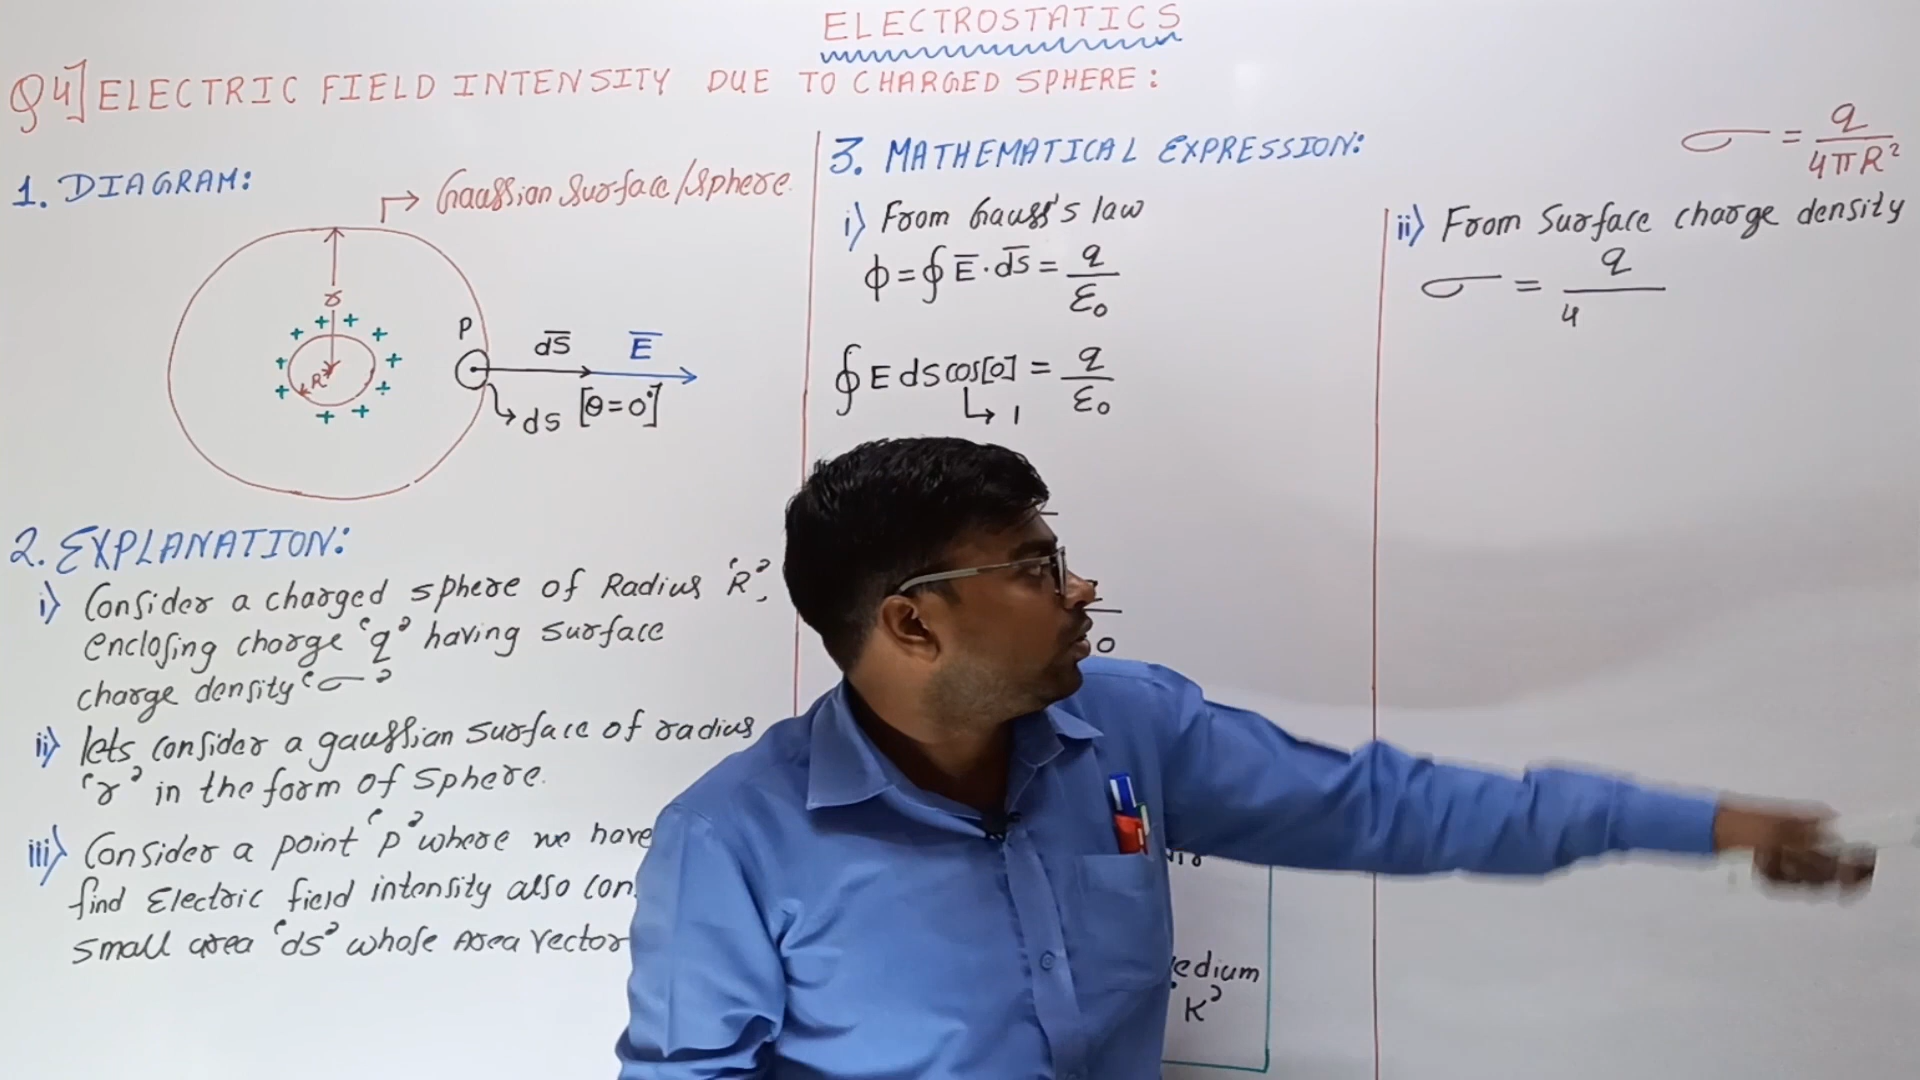 ELECTROSTATICS
Q4] ELECTRIC FIELD INTENSITY DUE TO CHARGED SPHERE:
1. DIAGRAM:
Gaussian Surface/Sphere
r
R
+ + + + + + + + + +
P
d̅S̅
E̅
dS
[θ=0°]
2. EXPLANATION:
i) Consider a charged sphere of Radius 'R',
enclosing charge 'q' having surface
charge density 'σ'
ii) lets consider a gaussian surface of radius
'r' in the form of sphere.
iii) Consider a point 'P' where we have
find Electric field intensity also con
small area 'ds' whose Area vector
3. MATHEMATICAL EXPRESSION:
i) From Gauss's law
ϕ = ∮ E̅ · d̅S̅ = q/ε₀
∮ E ds cos[0] = q/ε₀
↳ 1
0
edium
'K'
σ = q/4πR²
ii) From Surface charge density
σ = q/4